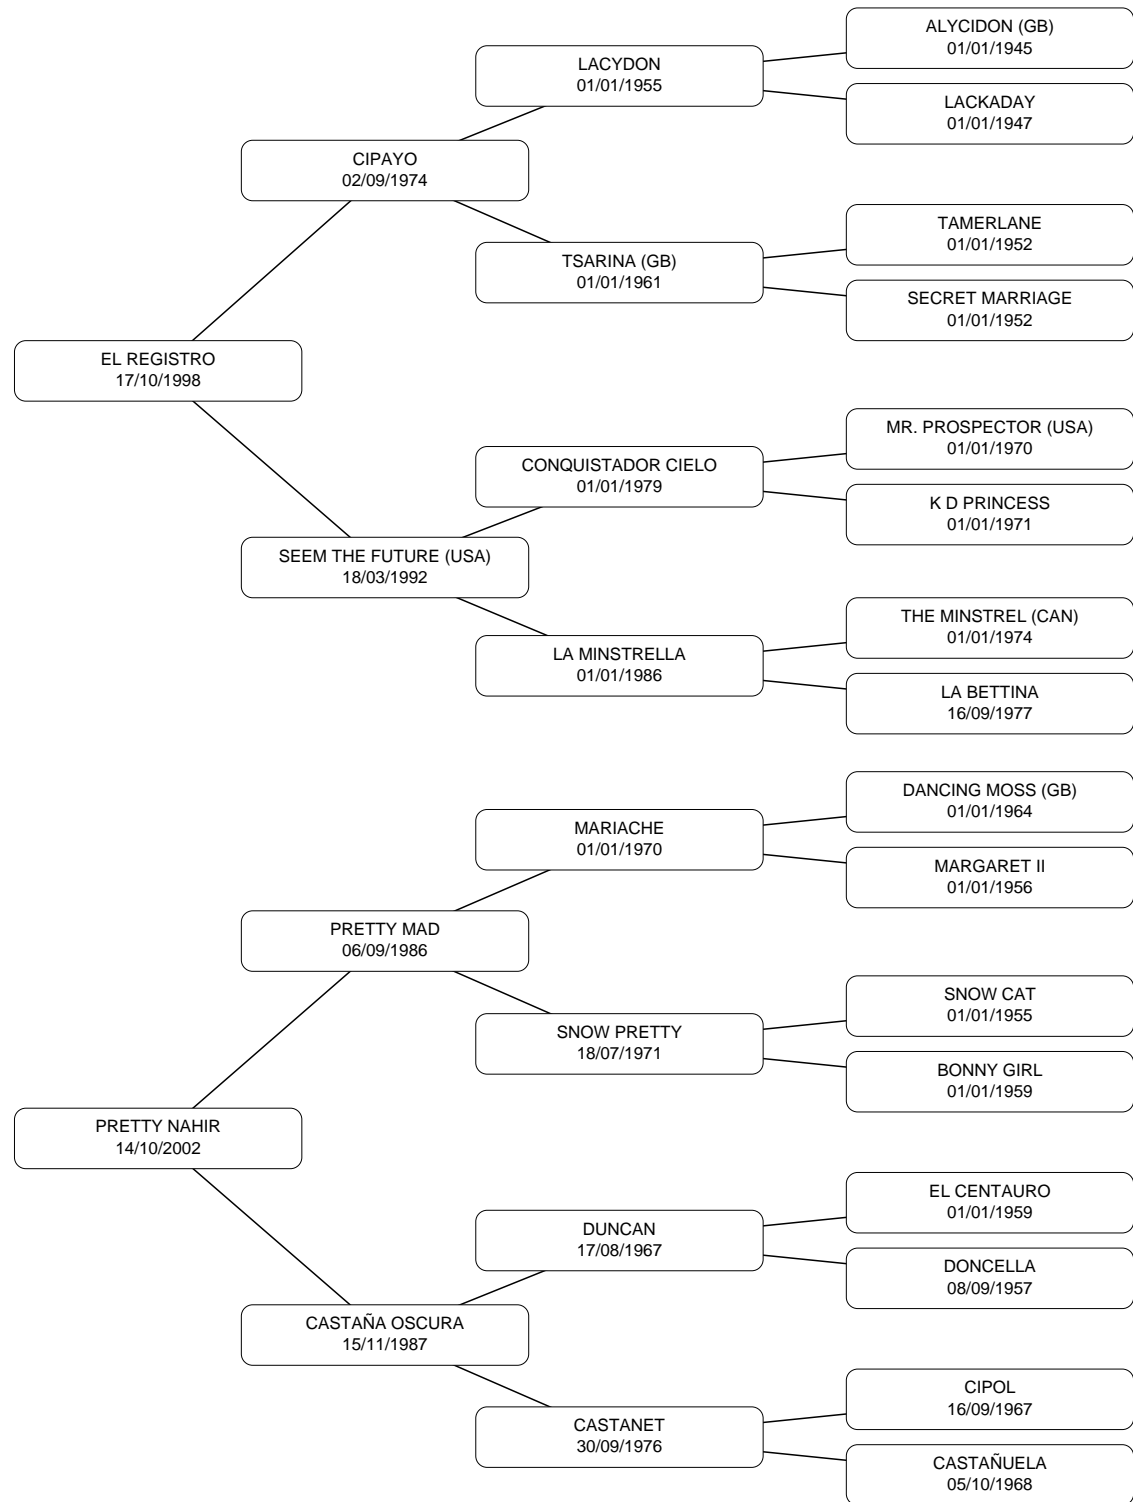 ALYCIDON (GB)
01/01/1945
LACYDON
01/01/1955
LACKADAY
01/01/1947
CIPAYO
02/09/1974
TAMERLANE
01/01/1952
TSARINA (GB)
01/01/1961
SECRET MARRIAGE
01/01/1952
EL REGISTRO
17/10/1998
MR. PROSPECTOR (USA)
01/01/1970
CONQUISTADOR CIELO
01/01/1979
K D PRINCESS
01/01/1971
SEEM THE FUTURE (USA)
18/03/1992
THE MINSTREL (CAN)
01/01/1974
LA MINSTRELLA
01/01/1986
LA BETTINA
16/09/1977
DANCING MOSS (GB)
01/01/1964
MARIACHE
01/01/1970
MARGARET II
01/01/1956
PRETTY MAD
06/09/1986
SNOW CAT
01/01/1955
SNOW PRETTY
18/07/1971
BONNY GIRL
01/01/1959
PRETTY NAHIR
14/10/2002
EL CENTAURO
01/01/1959
DUNCAN
17/08/1967
DONCELLA
08/09/1957
CASTAÑA OSCURA
15/11/1987
CIPOL
16/09/1967
CASTANET
30/09/1976
CASTAÑUELA
05/10/1968